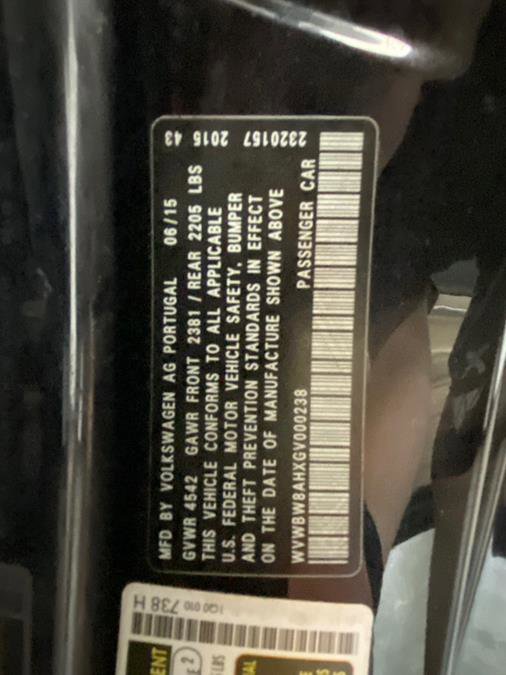 MFD BY VOLKSWAGEN AG PORTUGAL 06/15
GVWR 4542 GAWR FRONT 2381 / REAR 2205 LBS
THIS VEHICLE CONFORMS TO ALL APPLICABLE
U.S. FEDERAL MOTOR VEHICLE SAFETY, BUMPER
AND THEFT PREVENTION STANDARDS IN EFFECT
ON THE DATE OF MANUFACTURE SHOWN ABOVE
WVWBW8AHXGV000238 PASSENGER CAR
43 2015 2320157
1Q0 010 738 H
2
LBS